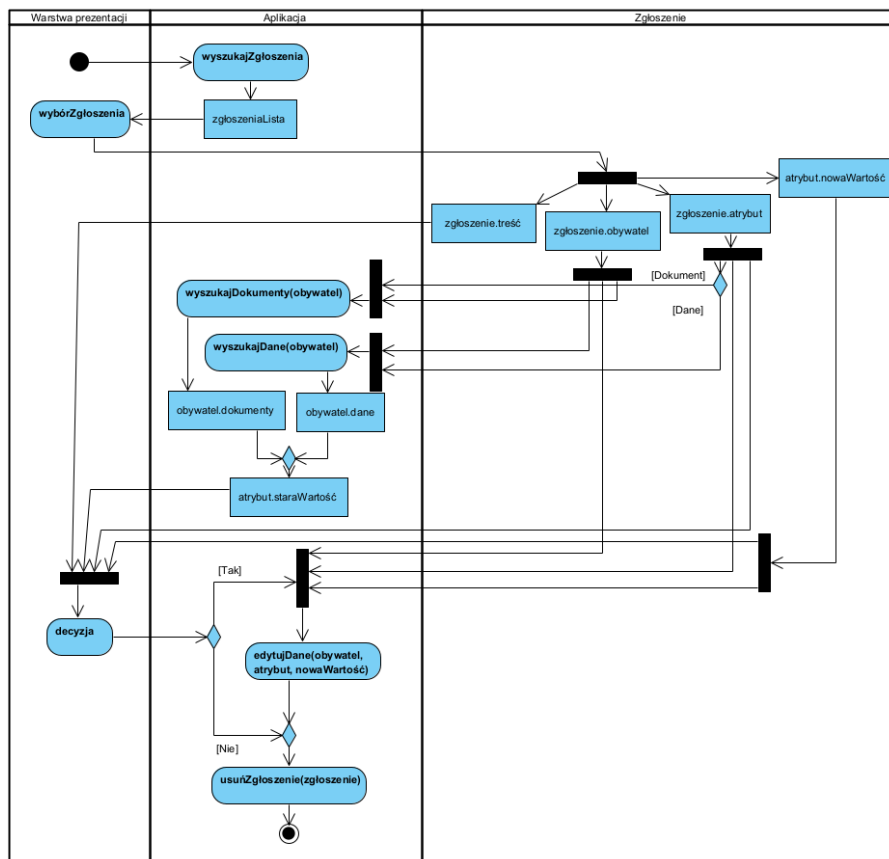 Warstwa prezentacji
Aplikacja
Zgłoszenie
wyszukajZgłoszenia
wybórZgłoszenia
zgłoszeniaLista
atrybut.nowaWartość
zgłoszenie.treść
zgłoszenie.obywatel
zgłoszenie.atrybut
wyszukajDokumenty(obywatel)
[Dokument]
[Dane]
wyszukajDane(obywatel)
obywatel.dokumenty
obywatel.dane
atrybut.staraWartość
[Tak]
decyzja
edytujDane(obywatel,
atrybut, nowaWartość)
[Nie]
usuńZgłoszenie(zgłoszenie)